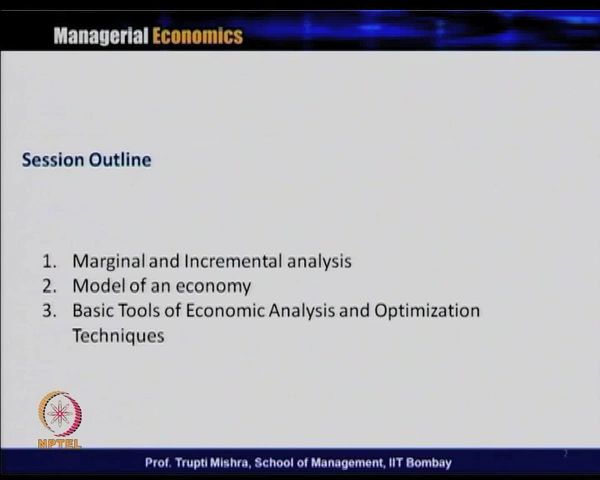 Managerial Economics
Session Outline
1. Marginal and Incremental analysis
2. Model of an economy
3. Basic Tools of Economic Analysis and Optimization
Techniques
NPTEL
Prof. Trupti Mishra, School of Management, IIT Bombay